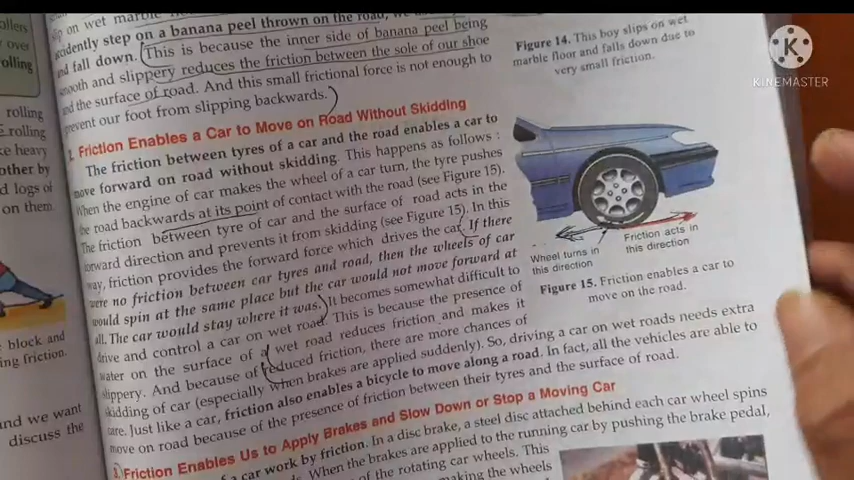 ollers
or over
rolling
rolling
rolling
e heavy
other by
d logs of
on them.
block and
ng friction.
nd we want
discuss the
slip on wet marble
ccidently step on a banana peel thrown on the road, we
and fall down. (This is because the inner side of banana peel being
mooth and slippery reduces the friction between the sole of our shoe
nd the surface of road. And this small frictional force is not enough to
prevent our foot from slipping backwards.)
Figure 14. This boy slips on wet
marble floor and falls down due to
very small friction.
2. Friction Enables a Car to Move on Road Without Skidding
The friction between tyres of a car and the road enables a car to
move forward on road without skidding. This happens as follows :
When the engine of car makes the wheel of a car turn, the tyre pushes
the road backwards at its point of contact with the road (see Figure 15).
The friction between tyre of car and the surface of road acts in the
forward direction and prevents it from skidding (see Figure 15). In this
way, friction provides the forward force which drives the car. If there
were no friction between car tyres and road, then the wheels of car
would spin at the same place but the car would not move forward at
all. The car would stay where it was. It becomes somewhat difficult to
drive and control a car on wet road. This is because the presence of
water on the surface of a wet road reduces friction and makes it
slippery. And because of reduced friction, there are more chances of
skidding of car (especially when brakes are applied suddenly). So, driving a car on wet roads needs extra
care. Just like a car, friction also enables a bicycle to move along a road. In fact, all the vehicles are able to
move on road because of the presence of friction between their tyres and the surface of road.
Wheel turns in
this direction
Friction acts in
this direction
Figure 15. Friction enables a car to
move on the road.
3. Friction Enables Us to Apply Brakes and Slow Down or Stop a Moving Car
of a car work by friction. In a disc brake, a steel disc attached behind each car wheel spins
When the brakes are applied to the running car by pushing the brake pedal,
of the rotating car wheels. This
making the wheels
K
KINEMASTER